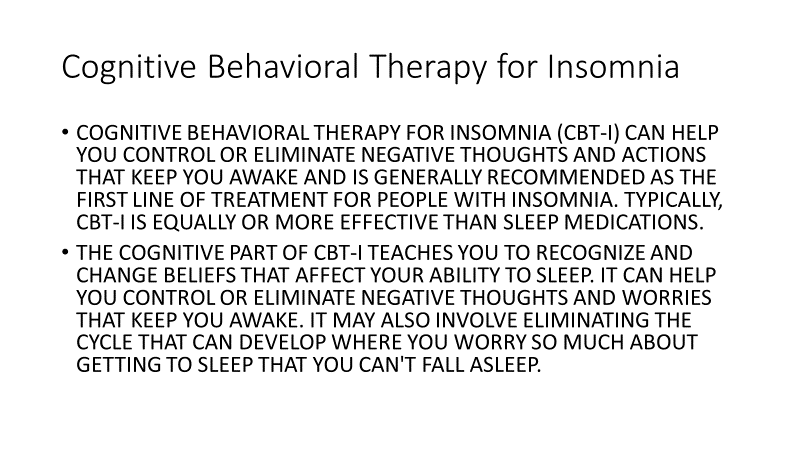 Cognitive Behavioral Therapy for Insomnia
• COGNITIVE BEHAVIORAL THERAPY FOR INSOMNIA (CBT-I) CAN HELP
YOU CONTROL OR ELIMINATE NEGATIVE THOUGHTS AND ACTIONS
THAT KEEP YOU AWAKE AND IS GENERALLY RECOMMENDED AS THE
FIRST LINE OF TREATMENT FOR PEOPLE WITH INSOMNIA. TYPICALLY,
CBT-I IS EQUALLY OR MORE EFFECTIVE THAN SLEEP MEDICATIONS.
• THE COGNITIVE PART OF CBT-I TEACHES YOU TO RECOGNIZE AND
CHANGE BELIEFS THAT AFFECT YOUR ABILITY TO SLEEP. IT CAN HELP
YOU CONTROL OR ELIMINATE NEGATIVE THOUGHTS AND WORRIES
THAT KEEP YOU AWAKE. IT MAY ALSO INVOLVE ELIMINATING THE
CYCLE THAT CAN DEVELOP WHERE YOU WORRY SO MUCH ABOUT
GETTING TO SLEEP THAT YOU CAN'T FALL ASLEEP.